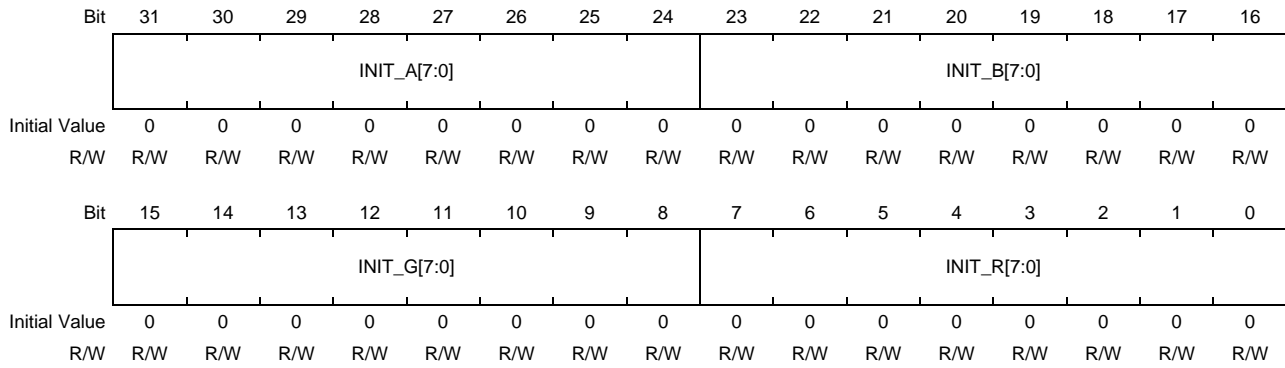 Bit 31 30 29 28 27 26 25 24 23 22 21 20 19 18 17 16
INIT_A[7:0] INIT_B[7:0]
Initial Value 0 0 0 0 0 0 0 0 0 0 0 0 0 0 0 0
R/W R/W R/W R/W R/W R/W R/W R/W R/W R/W R/W R/W R/W R/W R/W R/W R/W
Bit 15 14 13 12 11 10 9 8 7 6 5 4 3 2 1 0
INIT_G[7:0] INIT_R[7:0]
Initial Value 0 0 0 0 0 0 0 0 0 0 0 0 0 0 0 0
R/W R/W R/W R/W R/W R/W R/W R/W R/W R/W R/W R/W R/W R/W R/W R/W R/W